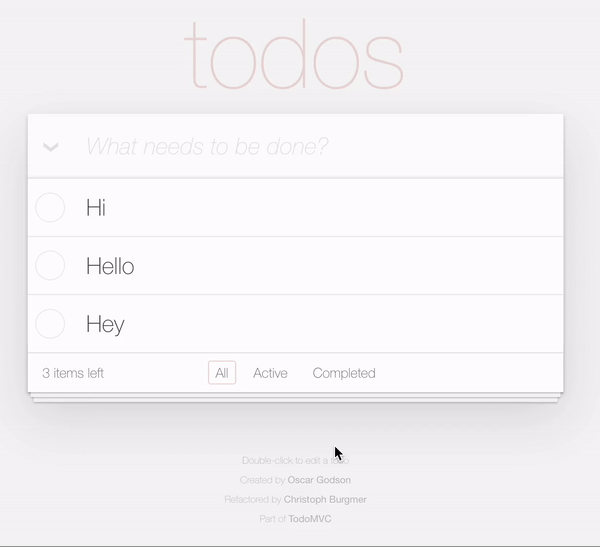 todos
What needs to be done?
Hi
Hello
Hey
3 items left All Active Completed
Double-click to edit a todo
Created by Oscar Godson
Refactored by Christoph Burgmer
Part of TodoMVC